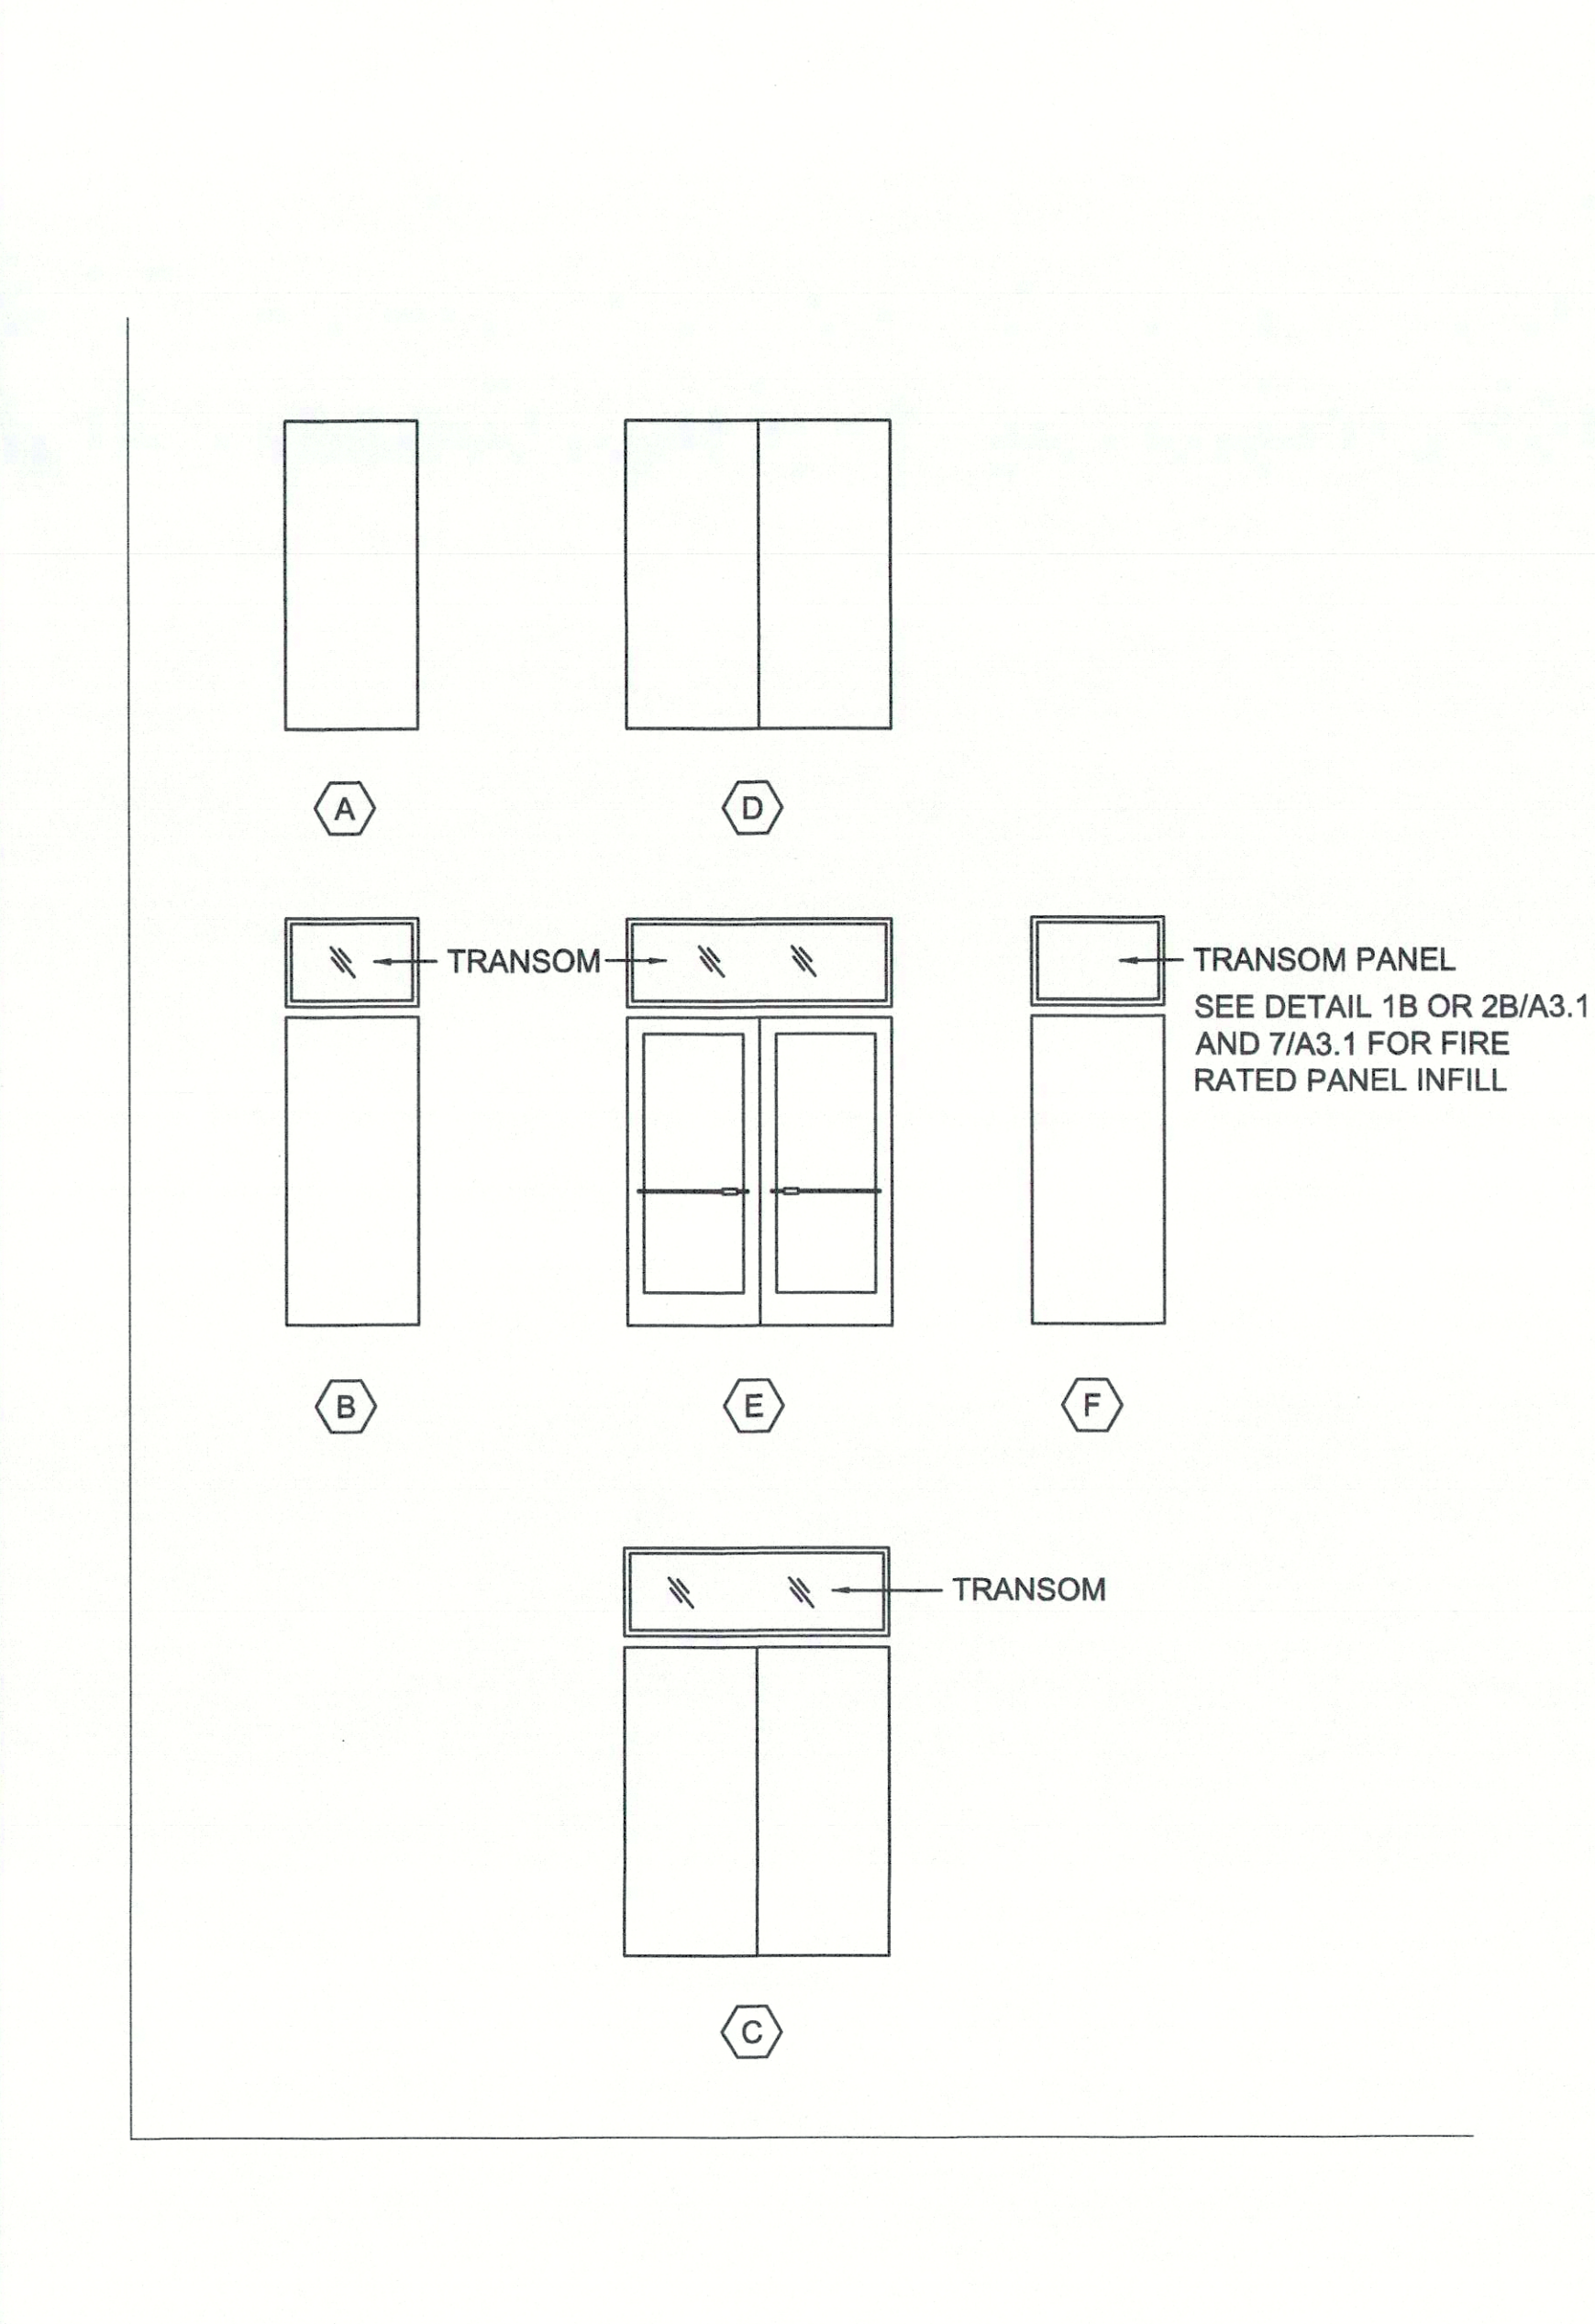 A
D
TRANSOM
TRANSOM PANEL
SEE DETAIL 1B OR 2B/A3.1
AND 7/A3.1 FOR FIRE
RATED PANEL INFILL
B
E
F
TRANSOM
C